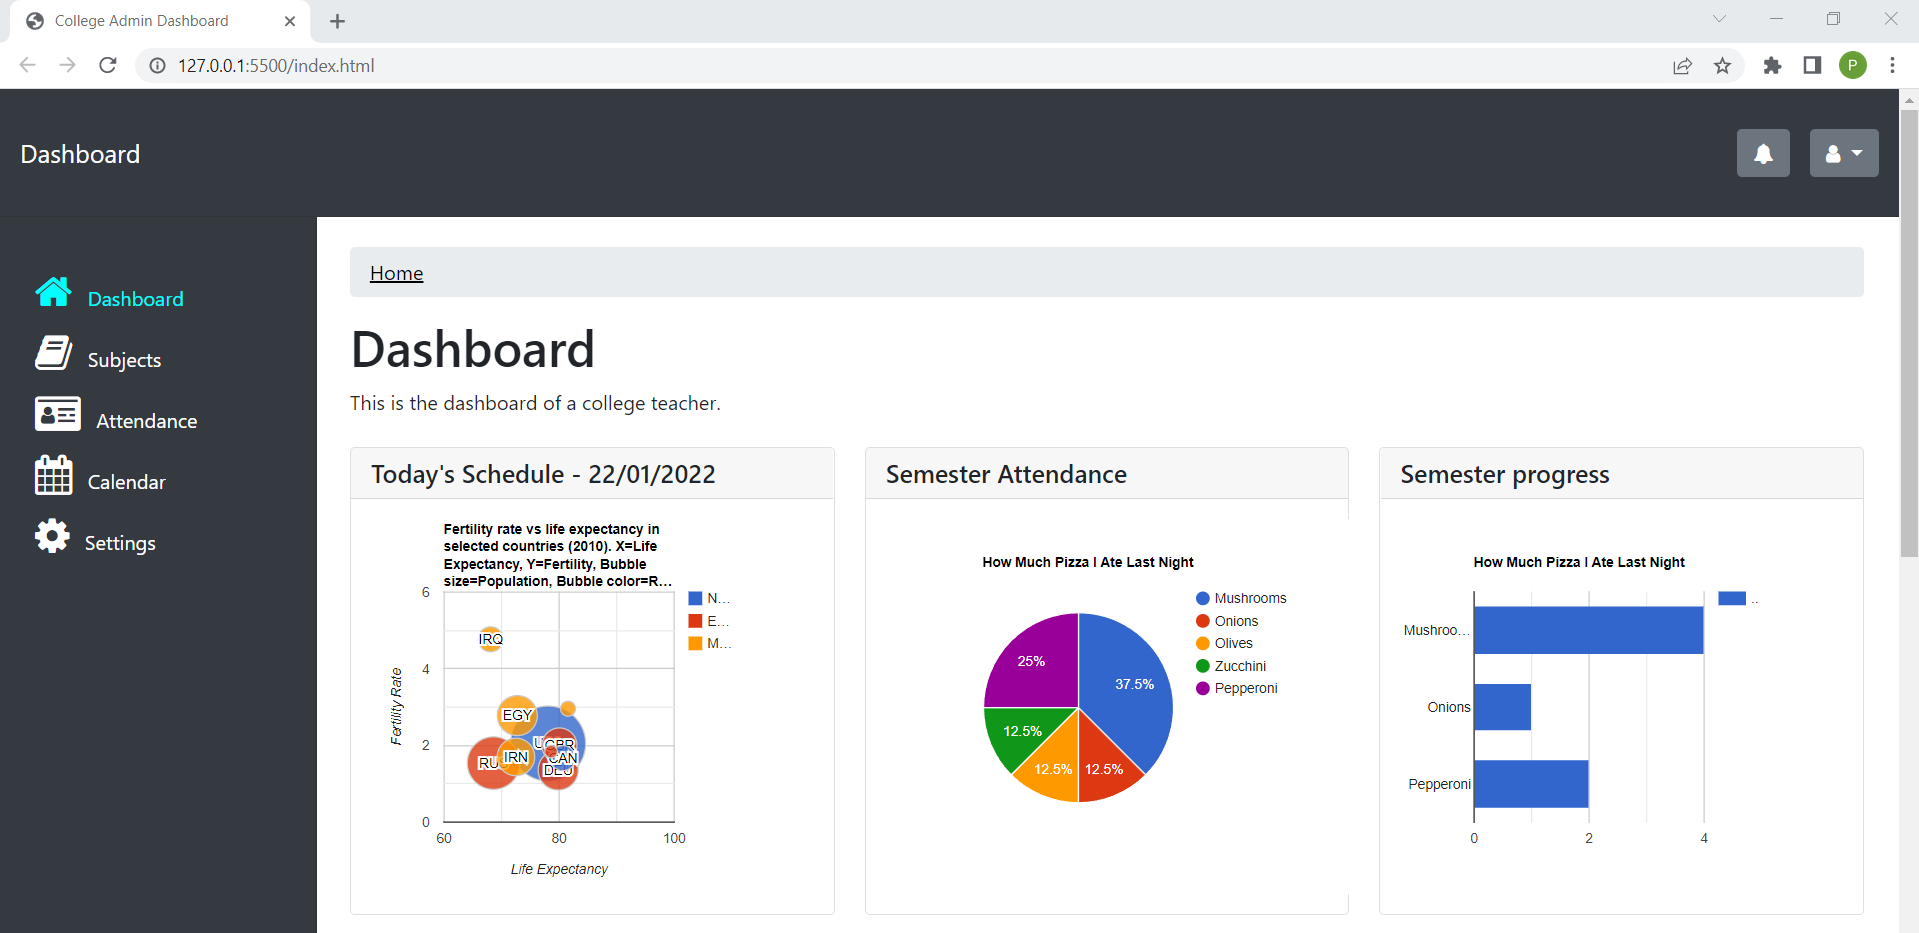 College Admin Dashboard
127.0.0.1:5500/index.html
P
Dashboard
Dashboard
Subjects
Attendance
Calendar
Settings
Home
Dashboard
This is the dashboard of a college teacher.
Today's Schedule - 22/01/2022
Fertility rate vs life expectancy in
selected countries (2010). X=Life
Expectancy, Y=Fertility, Bubble
size=Population, Bubble color=R...
N...
E...
M...
6
4
2
0
Fertility Rate
IRQ
EGY
IRN
CAN
60
80
100
Life Expectancy
Semester Attendance
How Much Pizza I Ate Last Night
Mushrooms
Onions
Olives
Zucchini
Pepperoni
25%
37.5%
12.5%
12.5%
12.5%
Semester progress
How Much Pizza I Ate Last Night
..
Mushroo...
Onions
Pepperoni
0
2
4